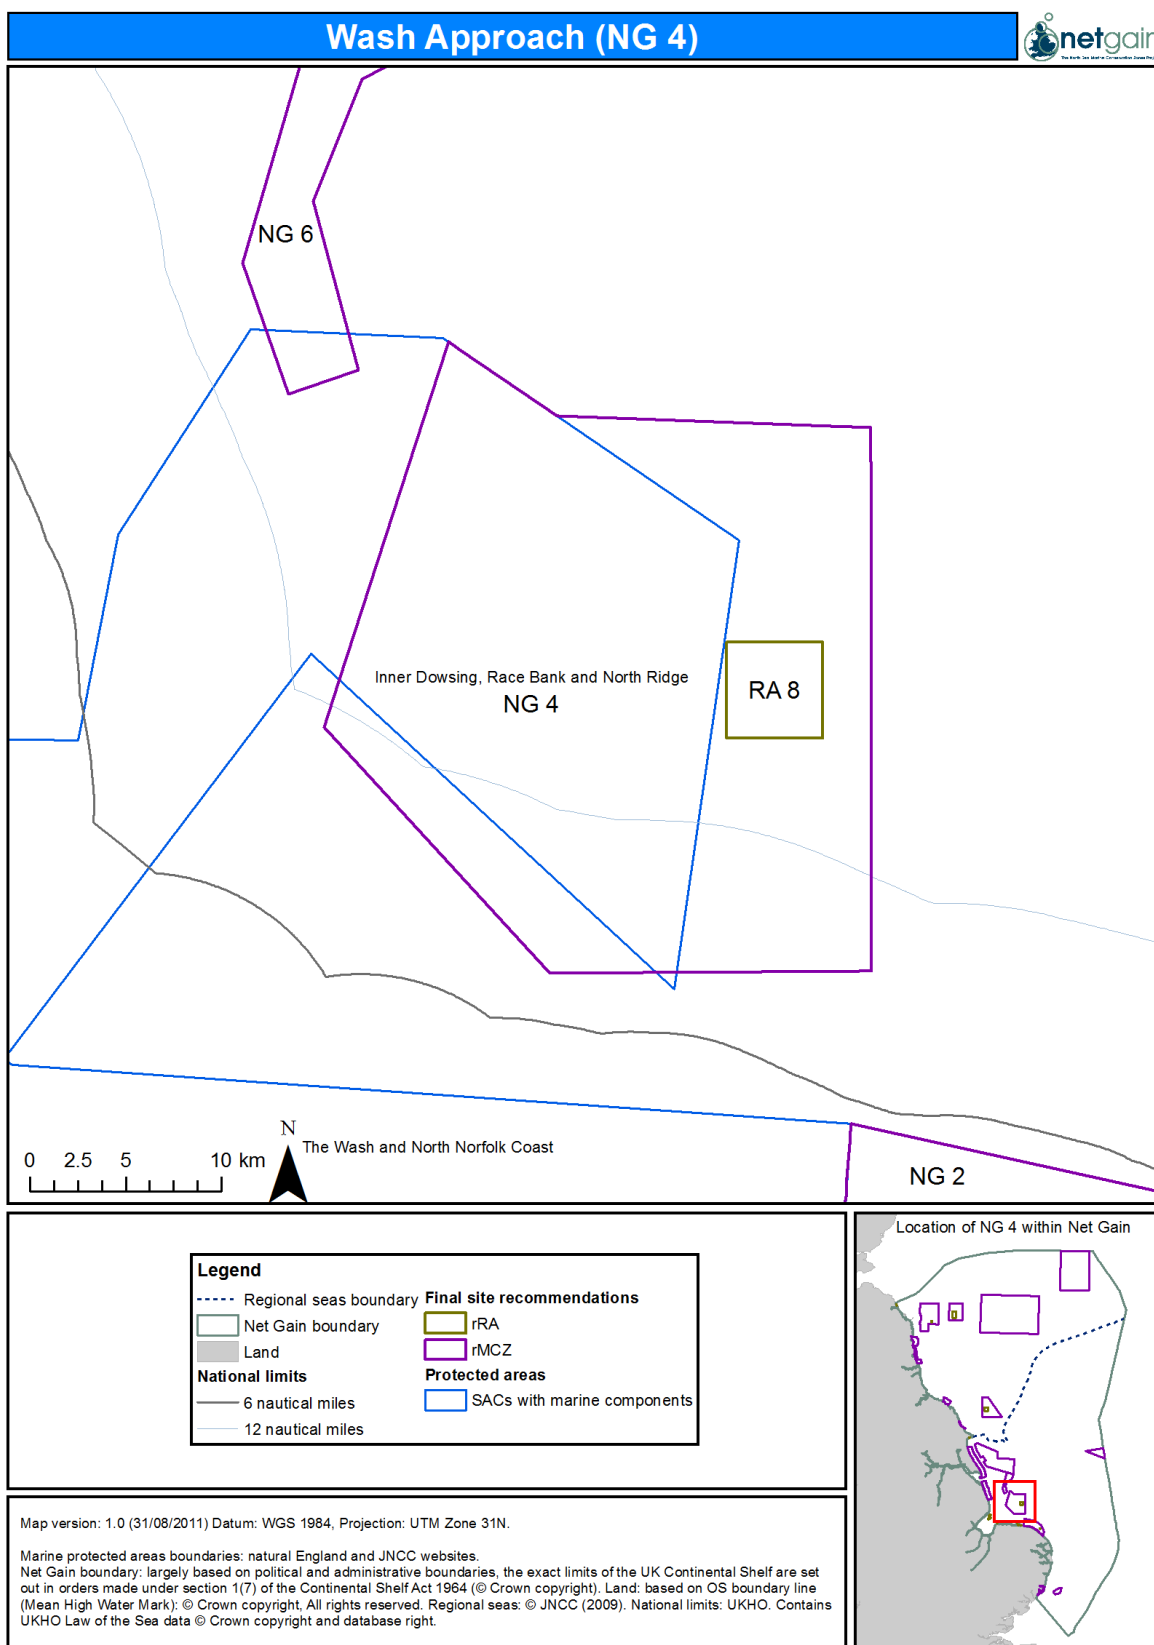 Wash Approach (NG 4)
netgain
The North Sea Marine Conservation Zones Project
NG 6
Inner Dowsing, Race Bank and North Ridge
NG 4
RA 8
N
The Wash and North Norfolk Coast
0 2.5 5 10 km
NG 2
Location of NG 4 within Net Gain
Legend
Regional seas boundary
Net Gain boundary
Land
National limits
6 nautical miles
12 nautical miles
Final site recommendations
rRA
rMCZ
Protected areas
SACs with marine components
Map version: 1.0 (31/08/2011) Datum: WGS 1984, Projection: UTM Zone 31N.
Marine protected areas boundaries: natural England and JNCC websites.
Net Gain boundary: largely based on political and administrative boundaries, the exact limits of the UK Continental Shelf are set
out in orders made under section 1(7) of the Continental Shelf Act 1964 (© Crown copyright). Land: based on OS boundary line
(Mean High Water Mark): © Crown copyright, All rights reserved. Regional seas: © JNCC (2009). National limits: UKHO. Contains
UKHO Law of the Sea data © Crown copyright and database right.